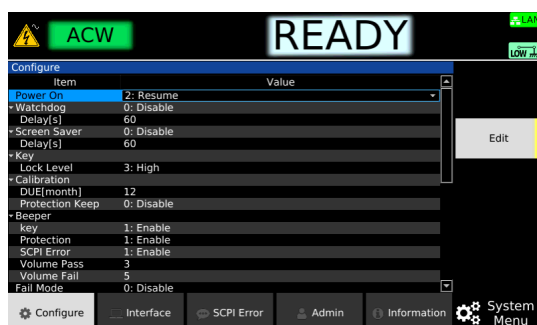 ACW
READY
LAN
LOW
Configure
Item Value
Power On 2: Resume
Watchdog 0: Disable
Delay[s] 60
Screen Saver 0: Disable
Delay[s] 60
Key
Lock Level 3: High
Calibration
DUE[month] 12
Protection Keep 0: Disable
Beeper
key 1: Enable
Protection 1: Enable
SCPI Error 1: Enable
Volume Pass 3
Volume Fail 5
Fail Mode 0: Disable
Edit
Configure Interface SCPI Error Admin Information
System
Menu